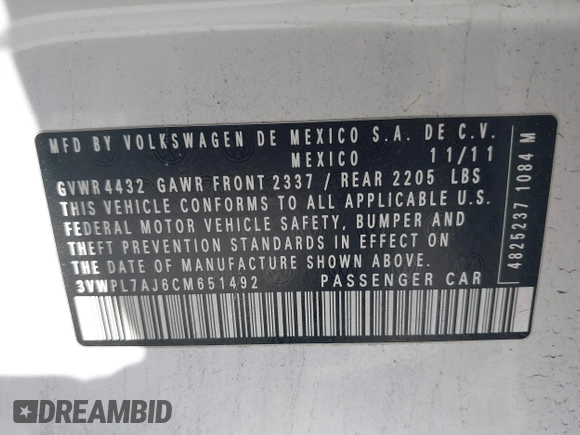 MFD BY VOLKSWAGEN DE MEXICO S.A. DE C.V.
MEXICO 11/11
GVWR 4432 GAWR FRONT 2337 / REAR 2205 LBS
THIS VEHICLE CONFORMS TO ALL APPLICABLE U.S.
FEDERAL MOTOR VEHICLE SAFETY, BUMPER AND
THEFT PREVENTION STANDARDS IN EFFECT ON
THE DATE OF MANUFACTURE SHOWN ABOVE.
3VWPL7AJ6CM651492 PASSENGER CAR
4825237 1084 M
DREAMBID